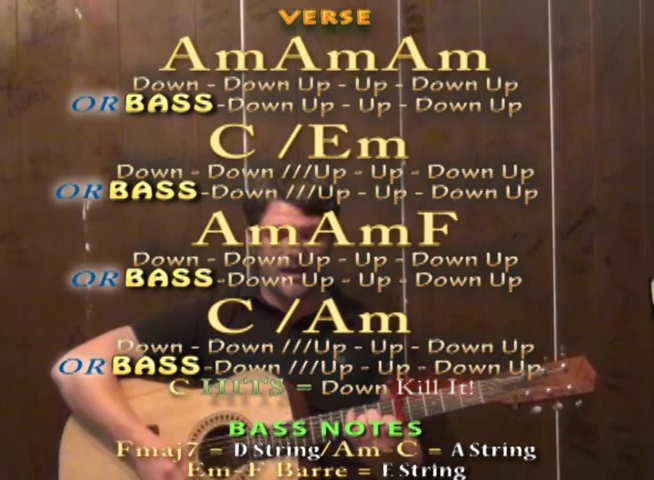 VERSE
AmAmAm
Down - Down Up - Up - Down Up
OR BASS-Down Up - Up - Down Up
C /Em
Down - Down ///Up - Up - Down Up
OR BASS-Down ///Up - Up - Down Up
AmAmF
Down - Down Up - Up - Down Up
OR BASS-Down Up - Up - Down Up
C /Am
Down - Down ///Up - Up - Down Up
OR BASS-Down ///Up - Up - Down Up
C HITS = Down Kill It!
BASS NOTES
Fmaj7 = D String/Am-C = A String
Em-F Barre = E String